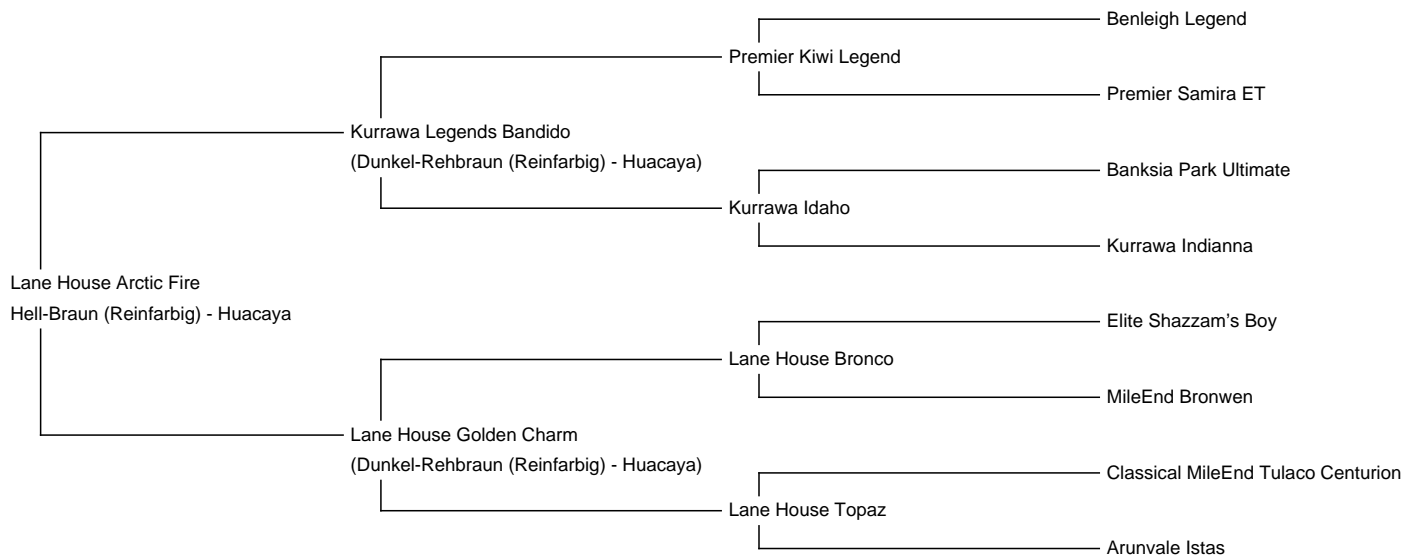 Benleigh Legend
Premier Kiwi Legend
Premier Samira ET
Kurrawa Legends Bandido
(Dunkel-Rehbraun (Reinfarbig) - Huacaya)
Banksia Park Ultimate
Kurrawa Idaho
Kurrawa Indianna
Lane House Arctic Fire
Hell-Braun (Reinfarbig) - Huacaya
Elite Shazzam's Boy
Lane House Bronco
MileEnd Bronwen
Lane House Golden Charm
(Dunkel-Rehbraun (Reinfarbig) - Huacaya)
Classical MileEnd Tulaco Centurion
Lane House Topaz
Arunvale Istas